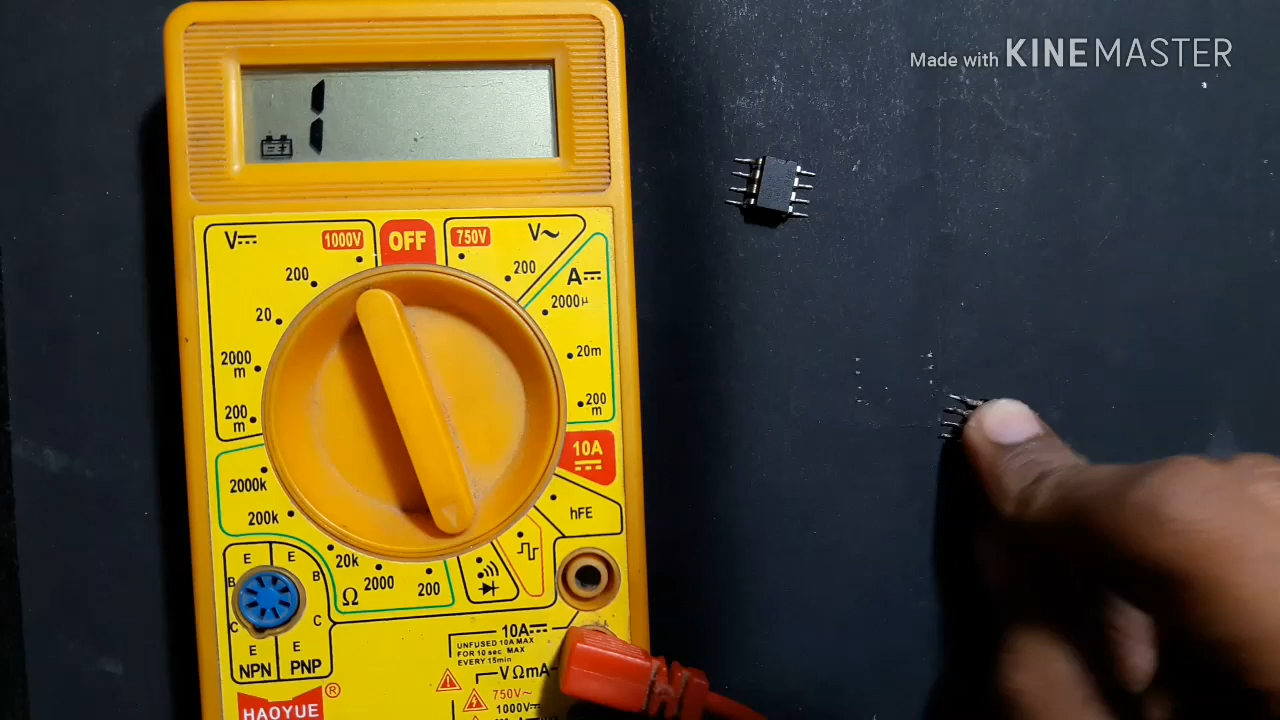 Made with KINEMASTER
1
V⎓ 1000V OFF 750V V~
200 200 A⎓
20 2000µ
2000 m 20m
200 m 200 m
10A
2000k hFE
200k
20k
2000
200
Ω
E E
B B
C C
E E
NPN PNP
10A⎓
UNFUSED 10A MAX
FOR 10 sec MAX
EVERY 15min
VΩmA
750V~
1000V⎓
HAOYUE ®